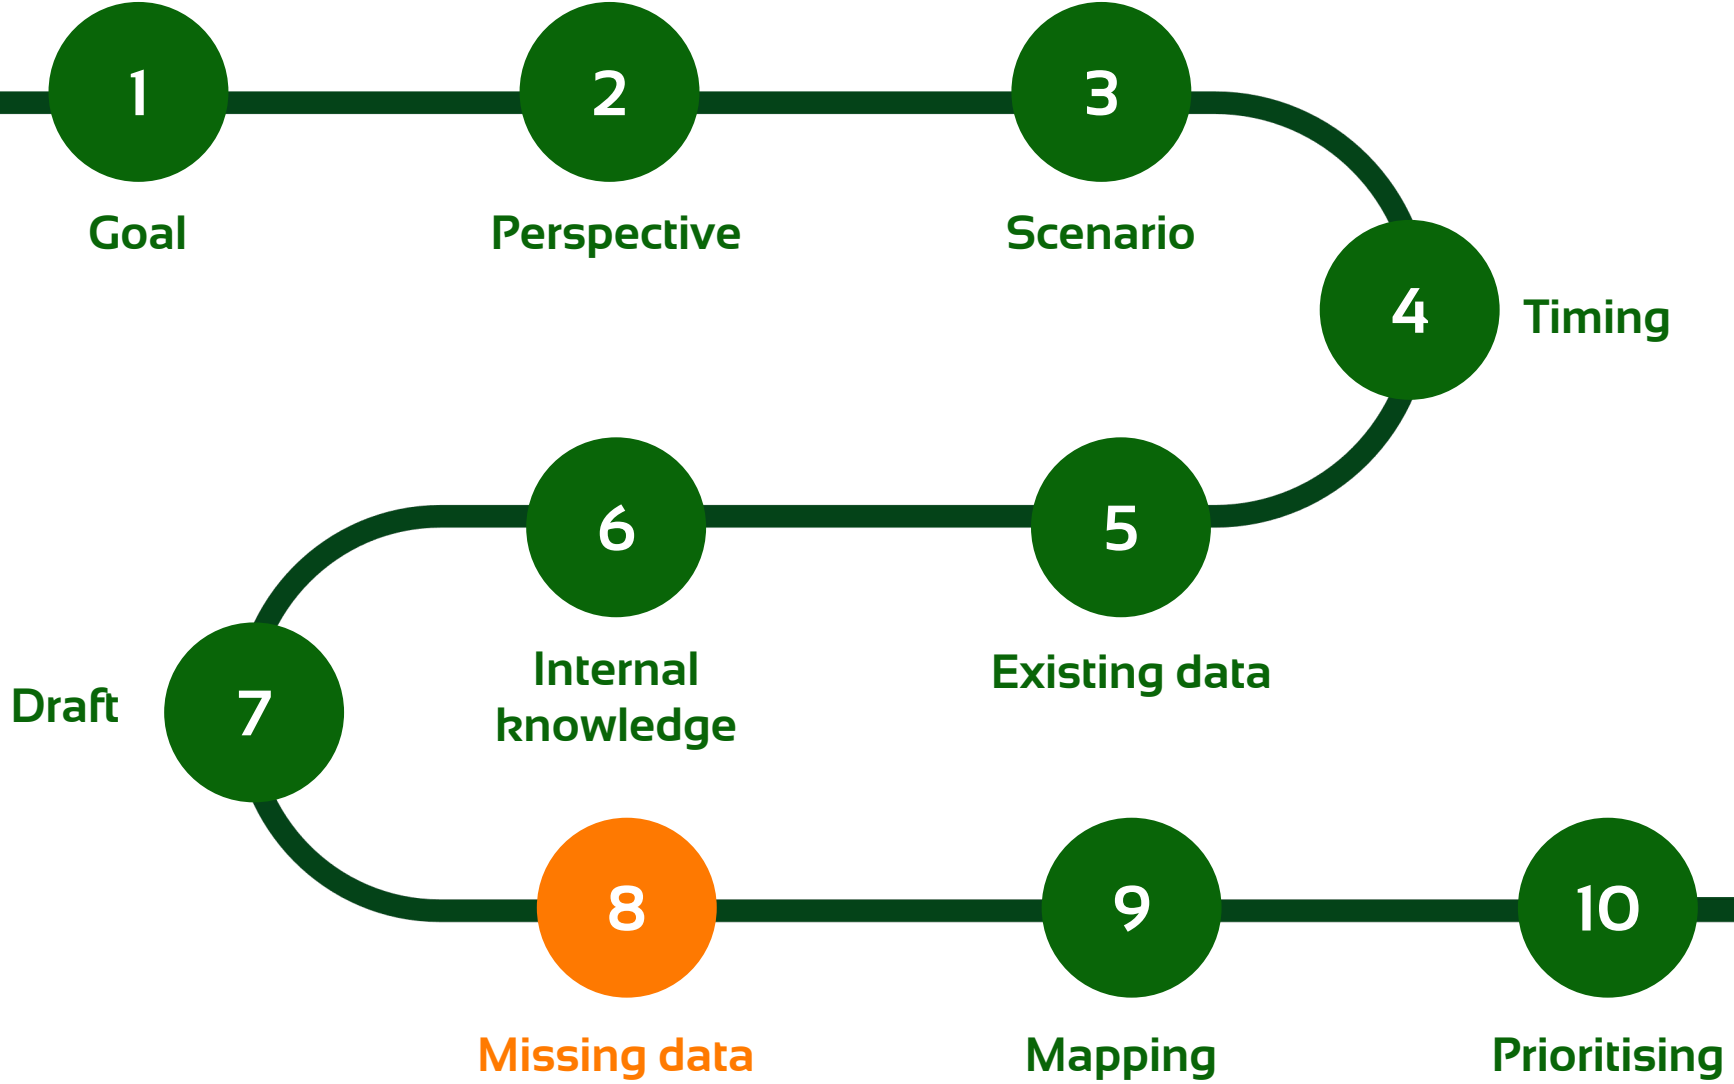 1
Goal
2
Perspective
3
Scenario
4
Timing
5
Existing data
6
Internal
knowledge
7
Draft
8
Missing data
9
Mapping
10
Prioritising